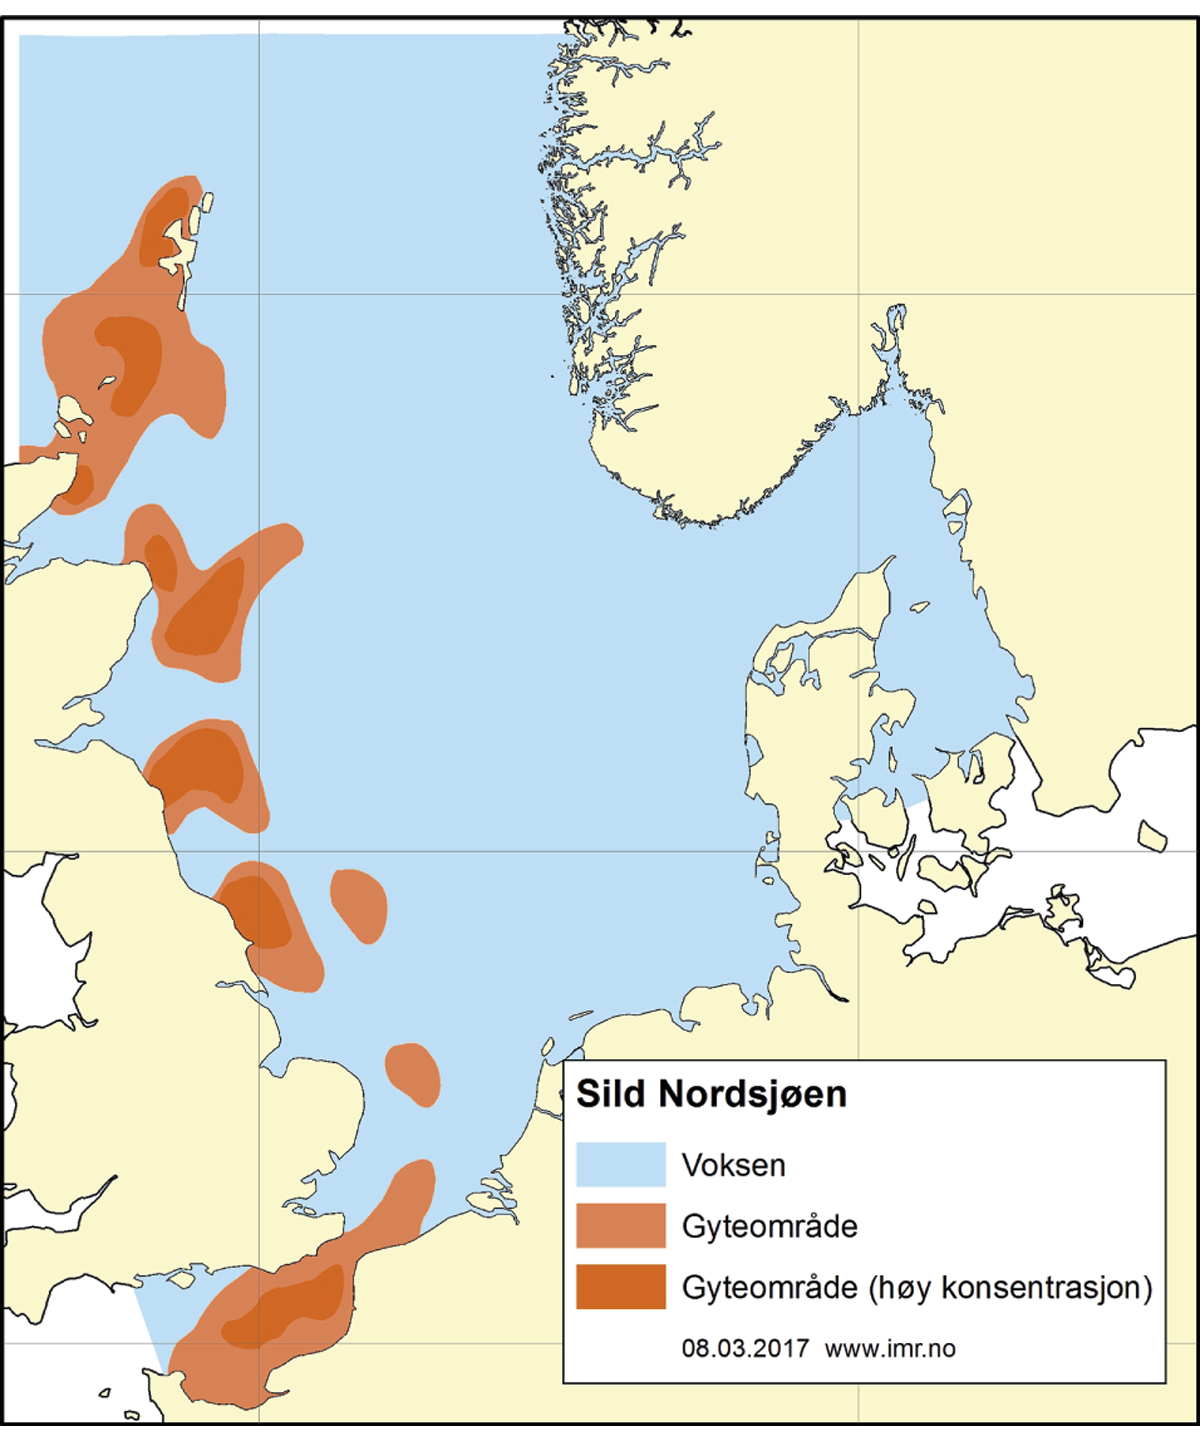 Sild Nordsjøen
Voksen
Gyteområde
Gyteområde (høy konsentrasjon)
08.03.2017 www.imr.no